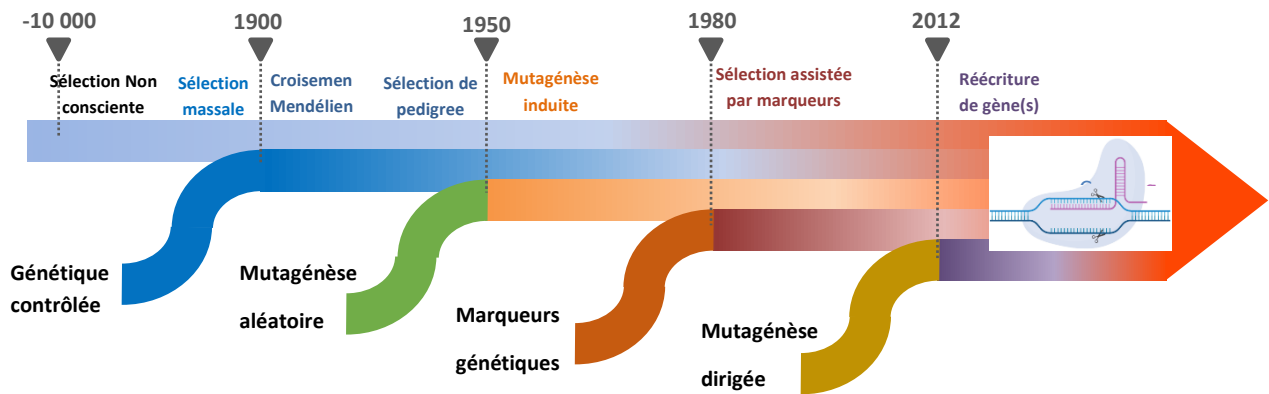 -10 000
1900
1950
1980
2012
Sélection Non
consciente
Sélection
massale
Croisemen
Mendélien
Sélection de
pedigree
Mutagénèse
induite
Sélection assistée
par marqueurs
Réécriture
de gène(s)
Génétique
contrôlée
Mutagénèse
aléatoire
Marqueurs
génétiques
Mutagénèse
dirigée